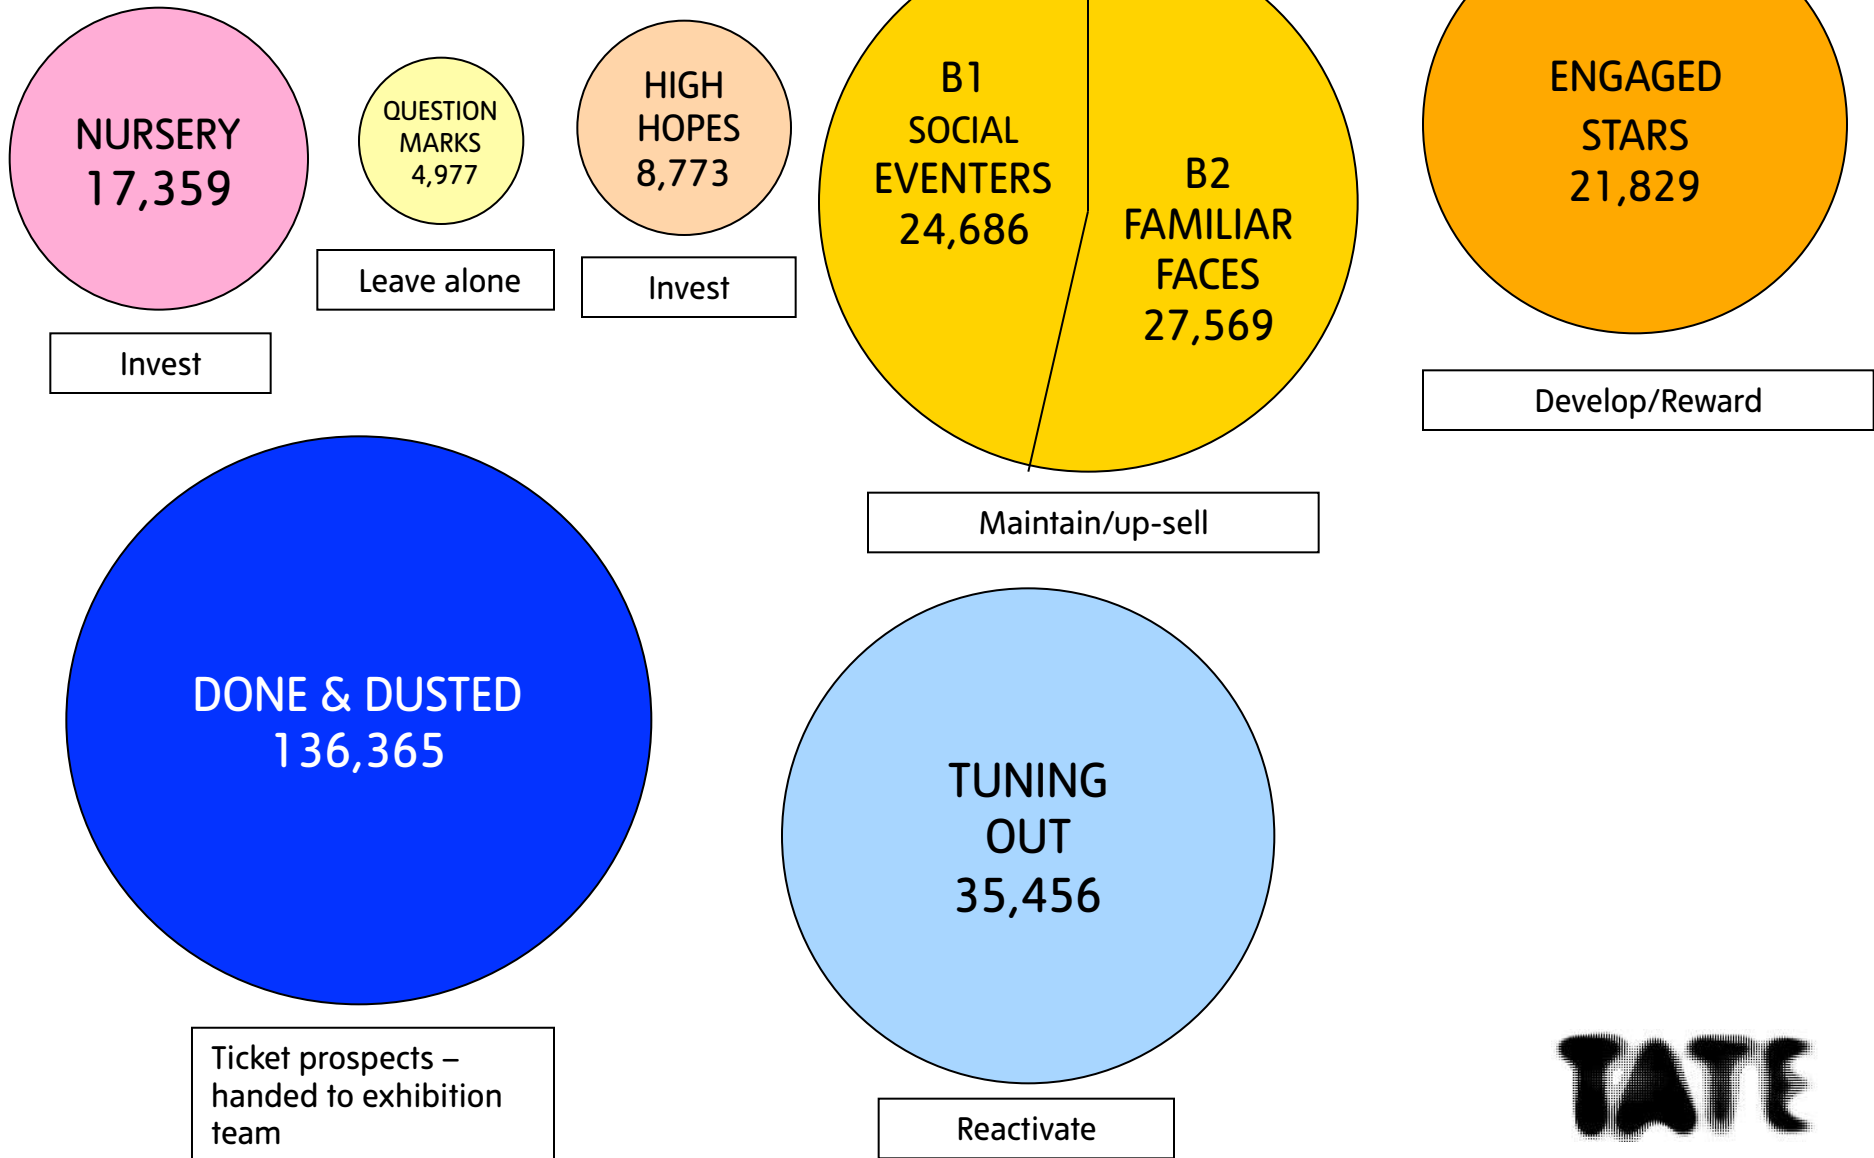 NURSERY
17,359
Invest
QUESTION
MARKS
4,977
Leave alone
HIGH
HOPES
8,773
Invest
B1
SOCIAL
EVENTERS
24,686
B2
FAMILIAR
FACES
27,569
Maintain/up-sell
ENGAGED
STARS
21,829
Develop/Reward
DONE & DUSTED
136,365
Ticket prospects –
handed to exhibition
team
TUNING
OUT
35,456
Reactivate
TATE